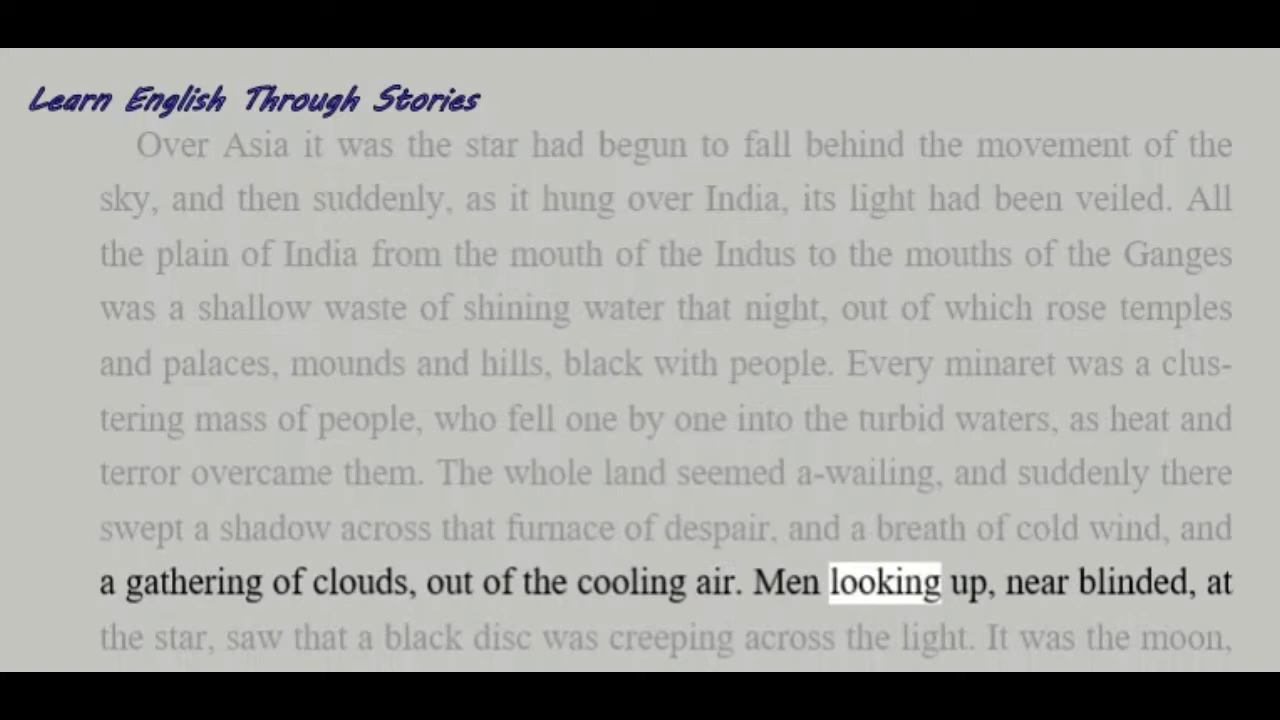 Learn English Through Stories
Over Asia it was the star had begun to fall behind the movement of the
sky, and then suddenly, as it hung over India, its light had been veiled. All
the plain of India from the mouth of the Indus to the mouths of the Ganges
was a shallow waste of shining water that night, out of which rose temples
and palaces, mounds and hills, black with people. Every minaret was a clus-
tering mass of people, who fell one by one into the turbid waters, as heat and
terror overcame them. The whole land seemed a-wailing, and suddenly there
swept a shadow across that furnace of despair, and a breath of cold wind, and
a gathering of clouds, out of the cooling air. Men looking up, near blinded, at
the star, saw that a black disc was creeping across the light. It was the moon,